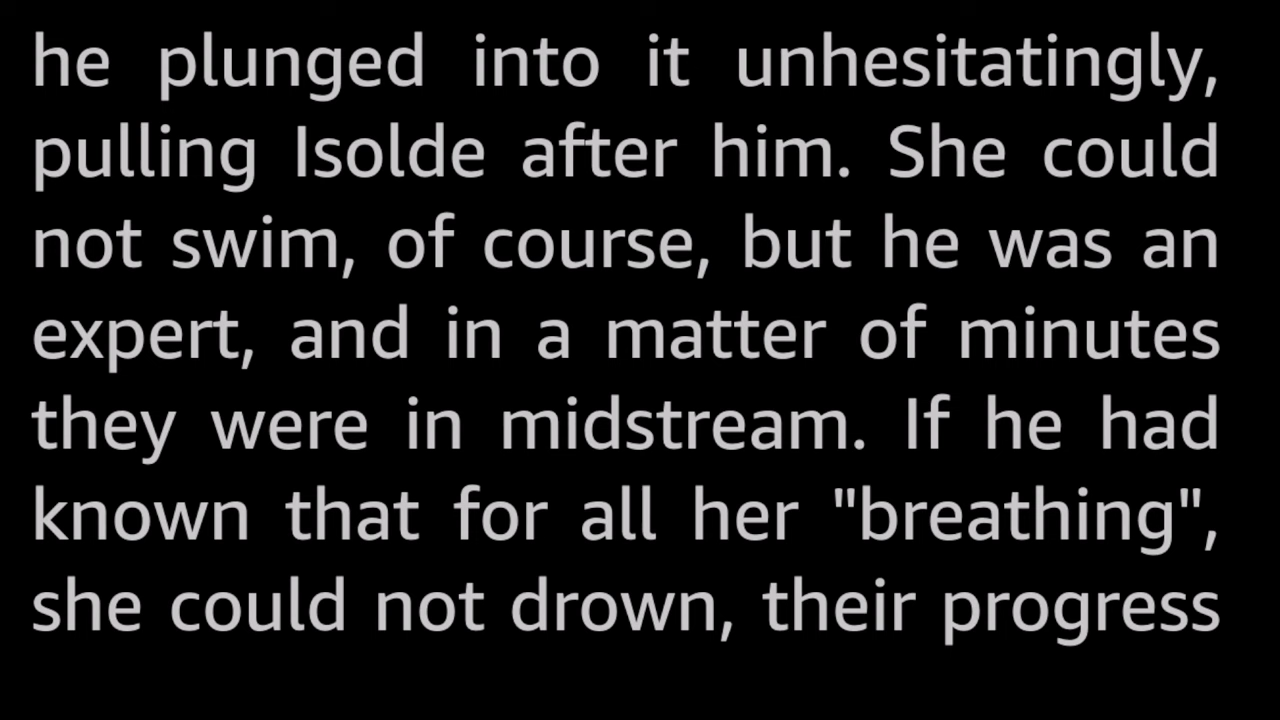 he plunged into it unhesitatingly,
pulling Isolde after him. She could
not swim, of course, but he was an
expert, and in a matter of minutes
they were in midstream. If he had
known that for all her "breathing",
she could not drown, their progress